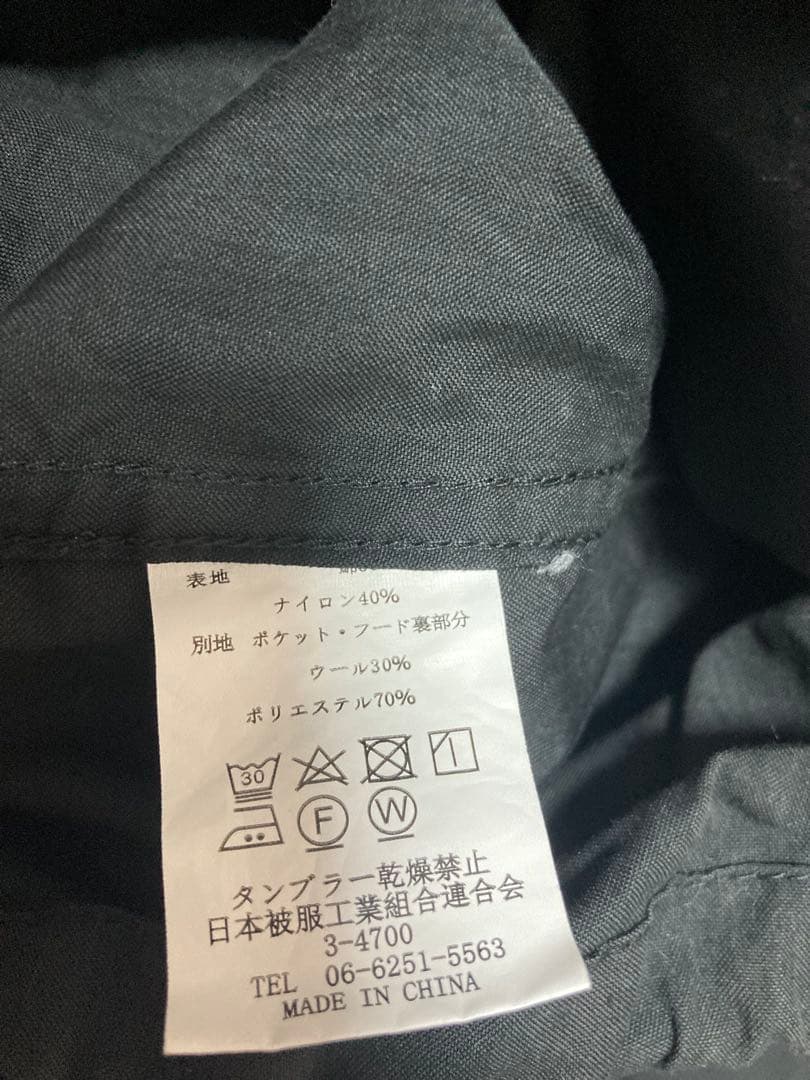 表地
ナイロン40%
別地 ポケット・フード裏部分
ウール30%
ポリエステル70%
30
F W
タンブラー乾燥禁止
日本被服工業組合連合会
3-4700
TEL 06-6251-5563
MADE IN CHINA